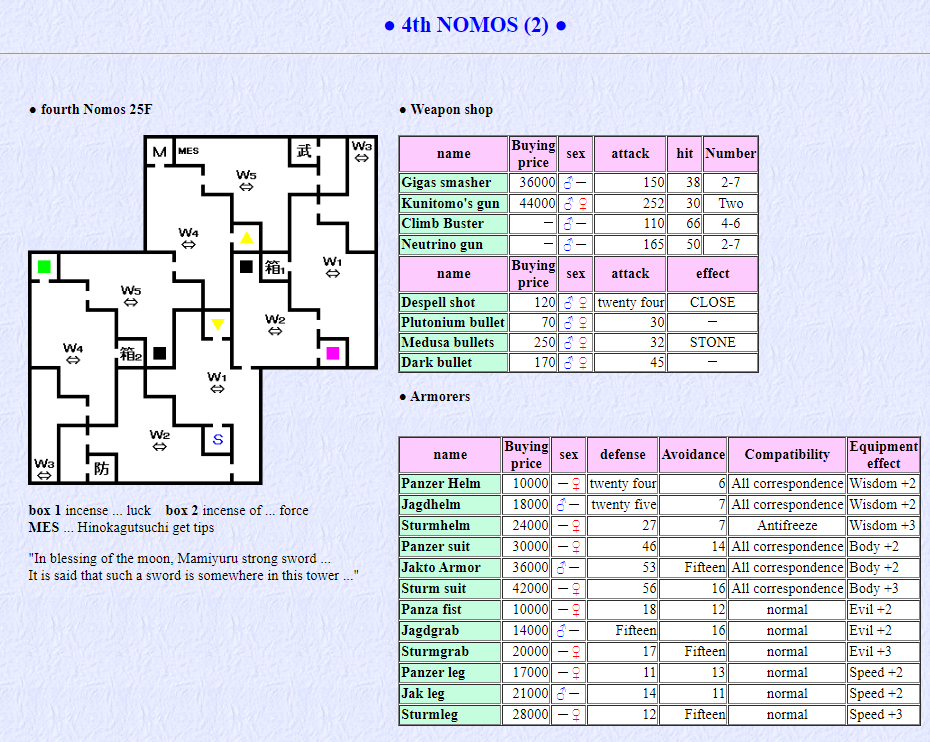 ● 4th NOMOS (2) ●
● fourth Nomos 25F
M MES 武 W3
W5
W4
箱1 W1
W5
W2
W4 箱2
W1
S
W2
W3 防
box 1 incense ... luck box 2 incense of ... force
MES ... Hinokagutsuchi get tips
"In blessing of the moon, Mamiyuru strong sword ...
It is said that such a sword is somewhere in this tower ..."
● Weapon shop
name Buying price sex attack hit Number
Gigas smasher 36000 ♂― 150 38 2-7
Kunitomo's gun 44000 ♂ ♀ 252 30 Two
Climb Buster ― ♂― 110 66 4-6
Neutrino gun ― ♂― 165 50 2-7
name Buying price sex attack effect
Despell shot 120 ♂ ♀ twenty four CLOSE
Plutonium bullet 70 ♂ ♀ 30 ―
Medusa bullets 250 ♂ ♀ 32 STONE
Dark bullet 170 ♂ ♀ 45 ―
● Armorers
name Buying price sex defense Avoidance Compatibility Equipment effect
Panzer Helm 10000 ―♀ twenty four 6 All correspondence Wisdom +2
Jagdhelm 18000 ♂― twenty five 7 All correspondence Wisdom +2
Sturmhelm 24000 ―♀ 27 7 Antifreeze Wisdom +3
Panzer suit 30000 ―♀ 46 14 All correspondence Body +2
Jakto Armor 36000 ♂― 53 Fifteen All correspondence Body +2
Sturm suit 42000 ―♀ 56 16 All correspondence Body +3
Panza fist 10000 ―♀ 18 12 normal Evil +2
Jagdgrab 14000 ♂― Fifteen 16 normal Evil +2
Sturmgrab 20000 ―♀ 17 Fifteen normal Evil +3
Panzer leg 17000 ―♀ 11 13 normal Speed +2
Jak leg 21000 ♂― 14 11 normal Speed +2
Sturmleg 28000 ―♀ 12 Fifteen normal Speed +3